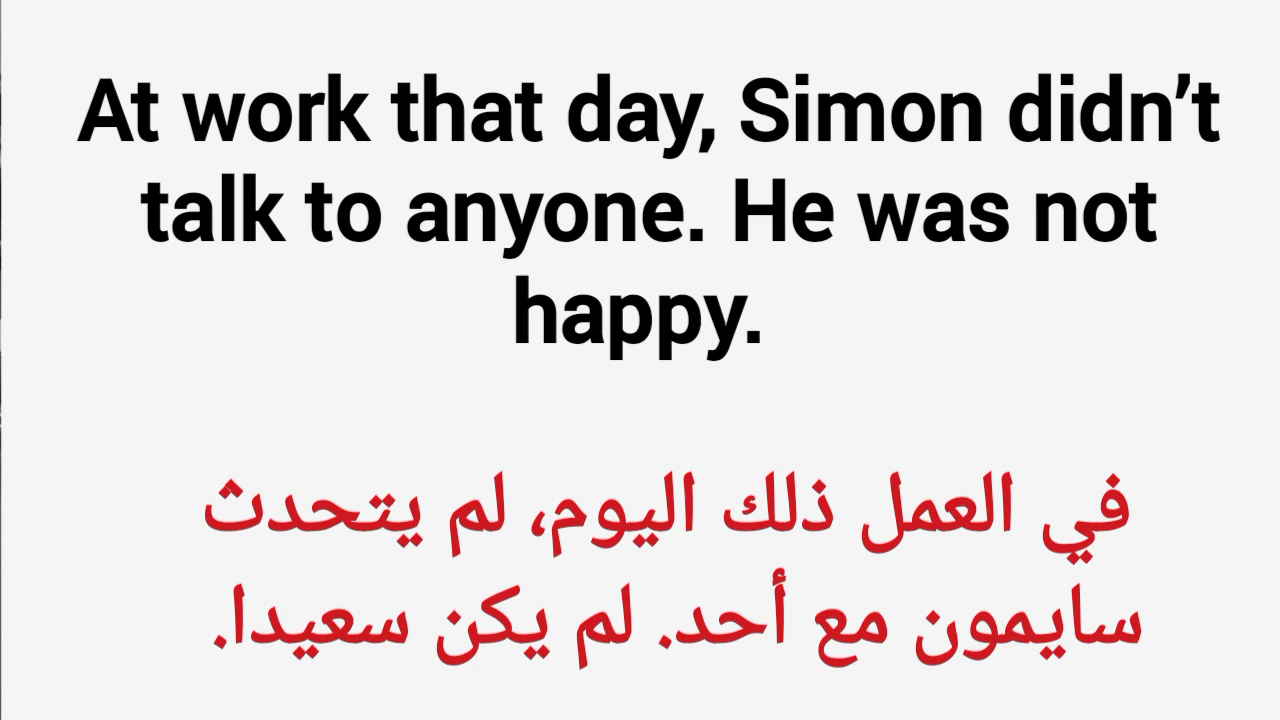 At work that day, Simon didn’t
talk to anyone. He was not
happy.
في العمل ذلك اليوم، لم يتحدث
سايمون مع أحد. لم يكن سعيدا.